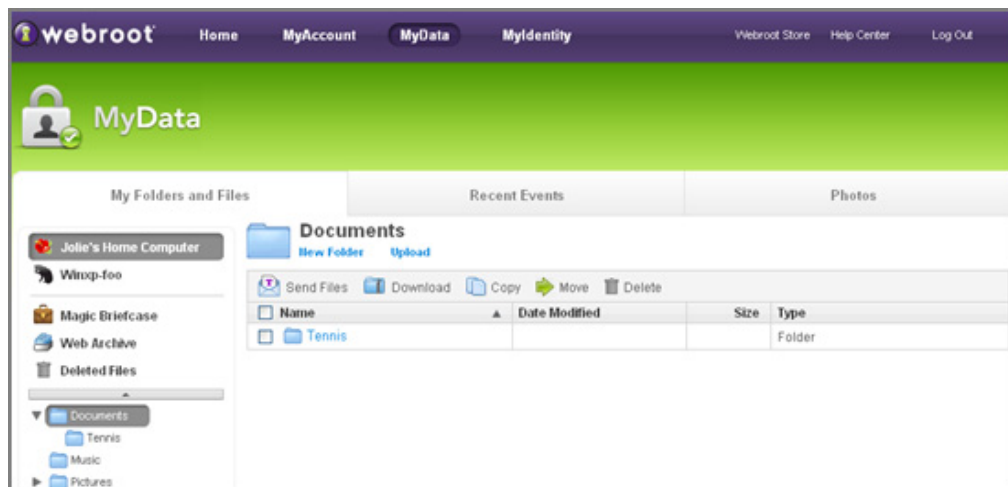 webroot Home MyAccount MyData MyIdentity Webroot Store Help Center Log Out
MyData
My Folders and Files Recent Events Photos
Jolie's Home Computer
Winxp-foo
Magic Briefcase
Web Archive
Deleted Files
Documents
Tennis
Music
Pictures
Documents
New Folder Upload
Send Files Download Copy Move Delete
Name Date Modified Size Type
Tennis Folder